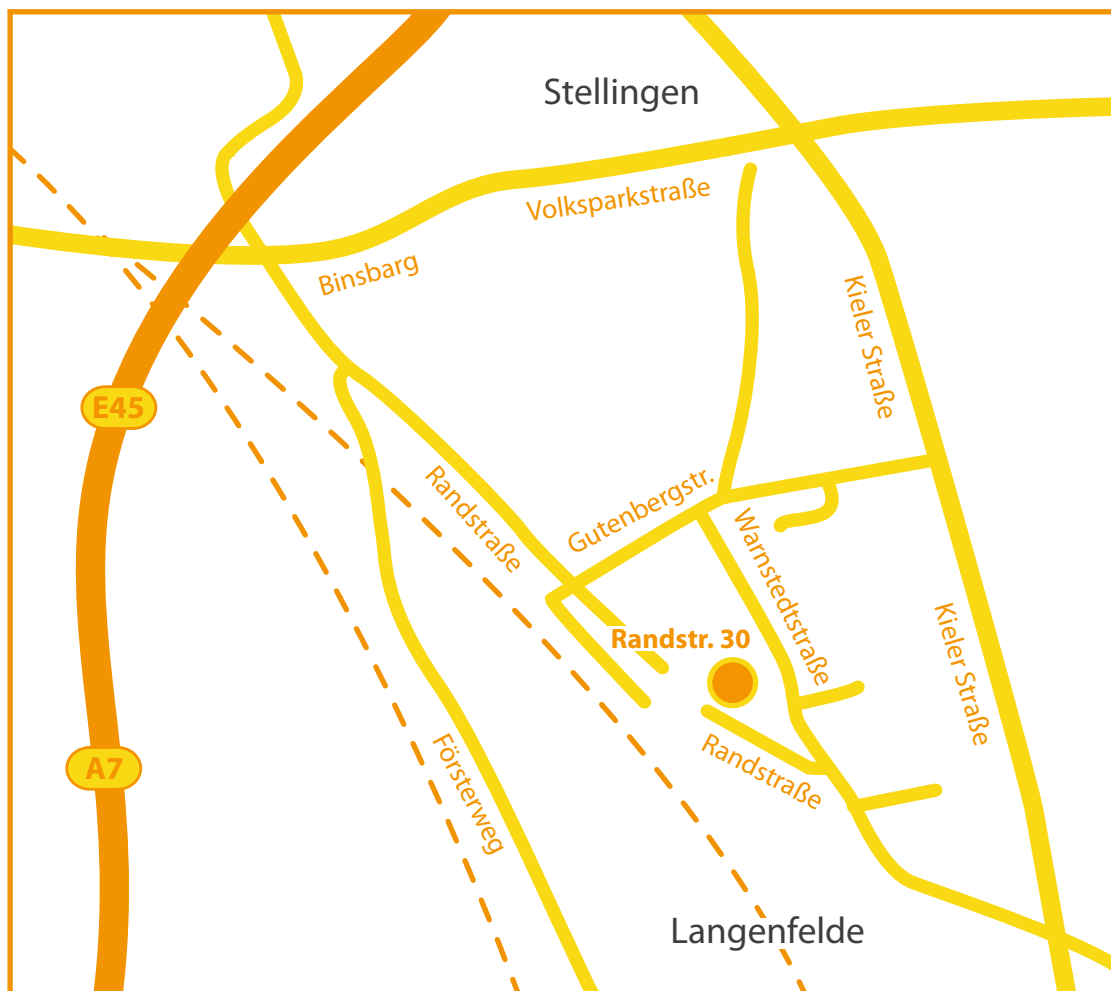 Stellingen
Volksparkstraße
Binsbarg
Kieler Straße
E45
Randstraße
Gutenbergstr.
Warnstedtstraße
Randstr. 30
Kieler Straße
A7
Försterweg
Randstraße
Langenfelde